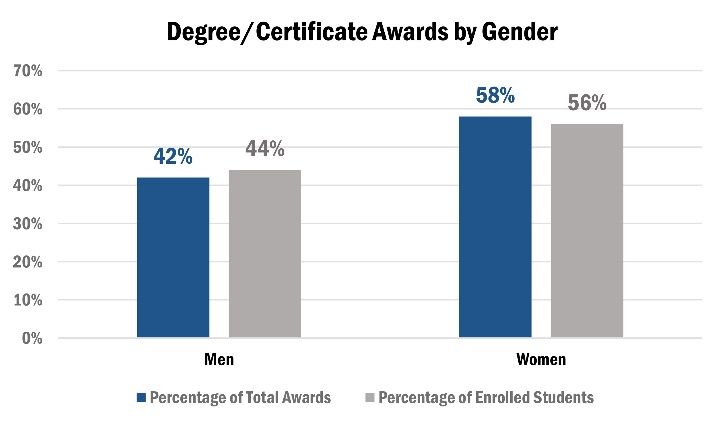 Degree/Certificate Awards by Gender
70%
60%
50%
40%
30%
20%
10%
0%
42%
44%
58%
56%
Men
Women
Percentage of Total Awards
Percentage of Enrolled Students